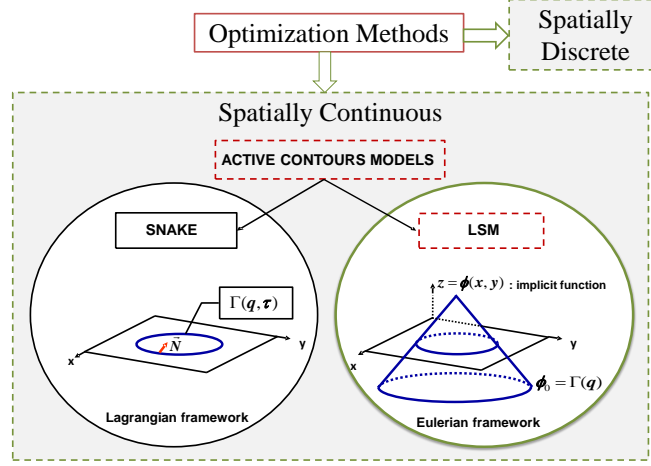 Optimization Methods
Spatially
Discrete
Spatially Continuous
ACTIVE CONTOURS MODELS
SNAKE
LSM
Γ(q, τ)
N⃗
x
y
Lagrangian framework
z = ϕ(x, y) : implicit function
y
x
ϕ₀ = Γ(q)
Eulerian framework